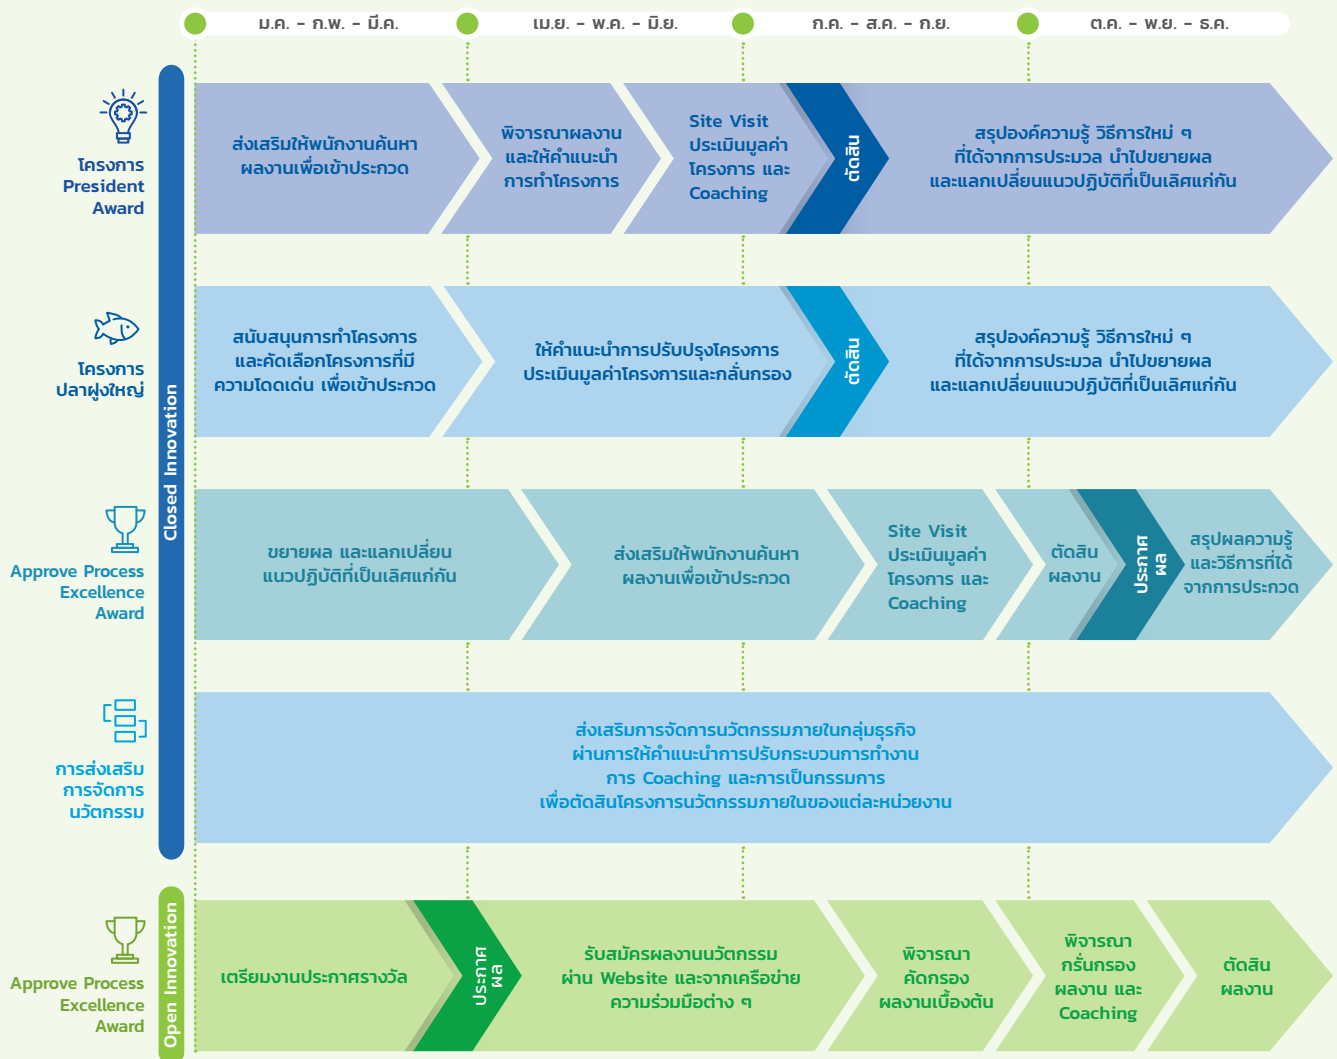 ม.ค. - ก.พ. - มี.ค.
เม.ย. - พ.ค. - มิ.ย.
ก.ค. - ส.ค. - ก.ย.
ต.ค. - พ.ย. - ธ.ค.
Closed Innovation
โครงการ
President
Award
ส่งเสริมให้พนักงานค้นหา
ผลงานเพื่อเข้าประกวด
พิจารณาผลงาน
และให้คำแนะนำ
การทำโครงการ
Site Visit
ประเมินมูลค่า
โครงการ และ
Coaching
ตัดสิน
สรุปองค์ความรู้ วิธีการใหม่ ๆ
ที่ได้จากการประมวล นำไปขยายผล
และแลกเปลี่ยนแนวปฏิบัติที่เป็นเลิศแก่กัน
โครงการ
ปลาฝูงใหญ่
สนับสนุนการทำโครงการ
และคัดเลือกโครงการที่มี
ความโดดเด่น เพื่อเข้าประกวด
ให้คำแนะนำการปรับปรุงโครงการ
ประเมินมูลค่าโครงการและกลั่นกรอง
ตัดสิน
สรุปองค์ความรู้ วิธีการใหม่ ๆ
ที่ได้จากการประมวล นำไปขยายผล
และแลกเปลี่ยนแนวปฏิบัติที่เป็นเลิศแก่กัน
Approve Process
Excellence
Award
ขยายผล และแลกเปลี่ยน
แนวปฏิบัติที่เป็นเลิศแก่กัน
ส่งเสริมให้พนักงานค้นหา
ผลงานเพื่อเข้าประกวด
Site Visit
ประเมินมูลค่า
โครงการ และ
Coaching
ตัดสิน
ผลงาน
ประกาศ
ผล
สรุปผลความรู้
และวิธีการที่ได้
จากการประกวด
การส่งเสริม
การจัดการ
นวัตกรรม
ส่งเสริมการจัดการนวัตกรรมภายในกลุ่มธุรกิจ
ผ่านการให้คำแนะนำการปรับกระบวนการทำงาน
การ Coaching และการเป็นกรรมการ
เพื่อตัดสินโครงการนวัตกรรมภายในของแต่ละหน่วยงาน
Open Innovation
Approve Process
Excellence
Award
เตรียมงานประกาศรางวัล
ประกาศ
ผล
รับสมัครผลงานนวัตกรรม
ผ่าน Website และจากเครือข่าย
ความร่วมมือต่าง ๆ
พิจารณา
คัดกรอง
ผลงานเบื้องต้น
พิจารณา
กรั่นกรอง
ผลงาน และ
Coaching
ตัดสิน
ผลงาน